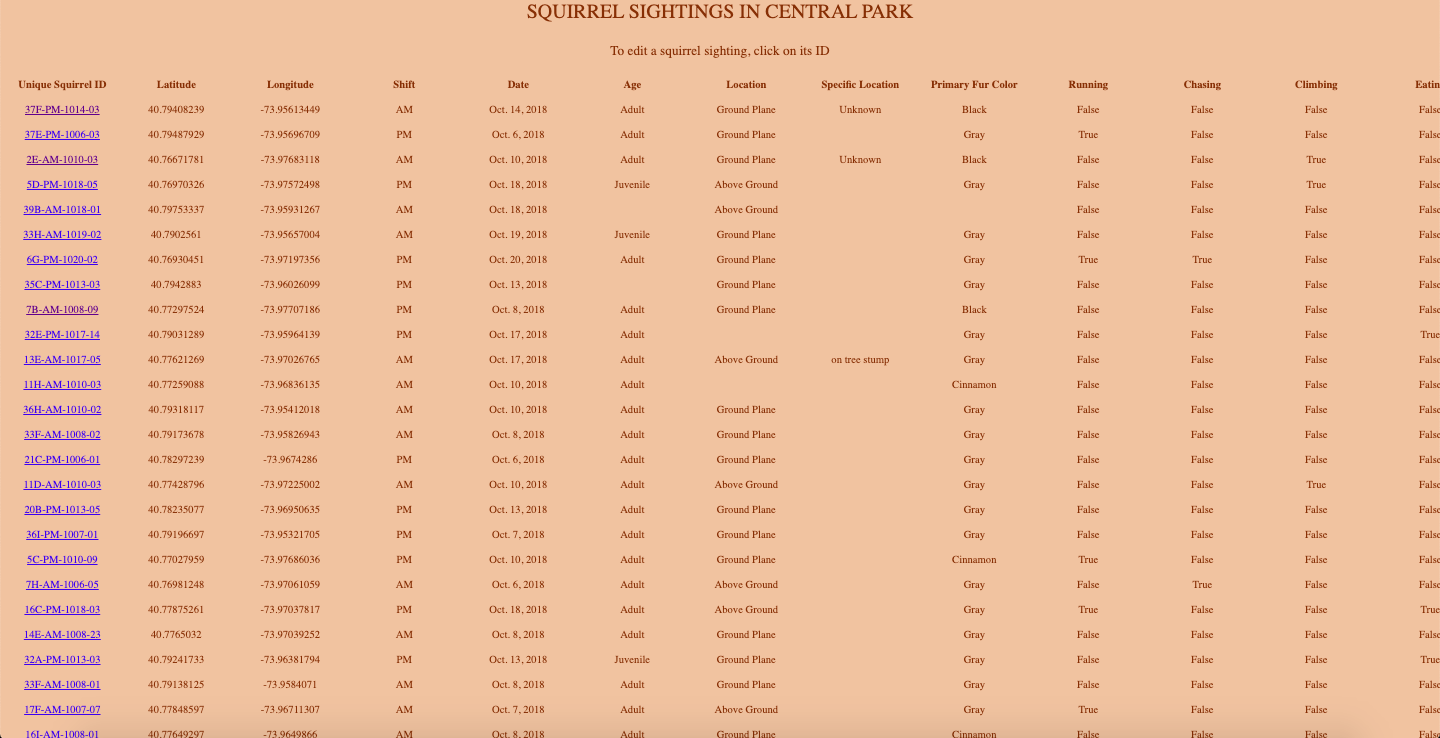 SQUIRREL SIGHTINGS IN CENTRAL PARK
To edit a squirrel sighting, click on its ID
Unique Squirrel ID Latitude Longitude Shift Date Age Location Specific Location Primary Fur Color Running Chasing Climbing Eatin
37F-PM-1014-03 40.79408239 -73.95613449 AM Oct. 14, 2018 Adult Ground Plane Unknown Black False False False False
37E-PM-1006-03 40.79487929 -73.95696709 PM Oct. 6, 2018 Adult Ground Plane Gray True False False False
2E-AM-1010-03 40.76671781 -73.97683118 AM Oct. 10, 2018 Adult Ground Plane Unknown Black False False True False
5D-PM-1018-05 40.76970326 -73.97572498 PM Oct. 18, 2018 Juvenile Above Ground Gray False False True False
39B-AM-1018-01 40.79753337 -73.95931267 AM Oct. 18, 2018 Above Ground False False False False
33H-AM-1019-02 40.7902561 -73.95657004 AM Oct. 19, 2018 Juvenile Ground Plane Gray False False False False
6G-PM-1020-02 40.76930451 -73.97197356 PM Oct. 20, 2018 Adult Ground Plane Gray True True False False
35C-PM-1013-03 40.7942883 -73.96026099 PM Oct. 13, 2018 Ground Plane Gray False False False False
7B-AM-1008-09 40.77297524 -73.97707186 PM Oct. 8, 2018 Adult Ground Plane Black False False False False
32E-PM-1017-14 40.79031289 -73.95964139 PM Oct. 17, 2018 Adult Gray False False False True
13E-AM-1017-05 40.77621269 -73.97026765 AM Oct. 17, 2018 Adult Above Ground on tree stump Gray False False False False
11H-AM-1010-03 40.77259088 -73.96836135 AM Oct. 10, 2018 Adult Cinnamon False False False False
36H-AM-1010-02 40.79318117 -73.95412018 AM Oct. 10, 2018 Adult Ground Plane Gray False False False False
33F-AM-1008-02 40.79173678 -73.95826943 AM Oct. 8, 2018 Adult Ground Plane Gray False False False False
21C-PM-1006-01 40.78297239 -73.9674286 PM Oct. 6, 2018 Adult Ground Plane Gray False False False False
11D-AM-1010-03 40.77428796 -73.97225002 AM Oct. 10, 2018 Adult Above Ground Gray False False True False
20B-PM-1013-05 40.78235077 -73.96950635 PM Oct. 13, 2018 Adult Ground Plane Gray False False False False
36I-PM-1007-01 40.79196697 -73.95321705 PM Oct. 7, 2018 Adult Ground Plane Gray False False False False
5C-PM-1010-09 40.77027959 -73.97686036 PM Oct. 10, 2018 Adult Ground Plane Cinnamon True False False False
7H-AM-1006-05 40.76981248 -73.97061059 AM Oct. 6, 2018 Adult Above Ground Gray False True False False
16C-PM-1018-03 40.77875261 -73.97037817 PM Oct. 18, 2018 Adult Above Ground Gray True False False True
14E-AM-1008-23 40.7765032 -73.97039252 AM Oct. 8, 2018 Adult Ground Plane Gray False False False False
32A-PM-1013-03 40.79241733 -73.96381794 PM Oct. 13, 2018 Juvenile Ground Plane Gray False False False True
33F-AM-1008-01 40.79138125 -73.9584071 AM Oct. 8, 2018 Adult Ground Plane Gray False False False False
17F-AM-1007-07 40.77848597 -73.96711307 AM Oct. 7, 2018 Adult Above Ground Gray True False False False
16I-AM-1008-01 40.77649297 -73.9649866 AM Oct. 8, 2018 Adult Ground Plane Cinnamon False False False False